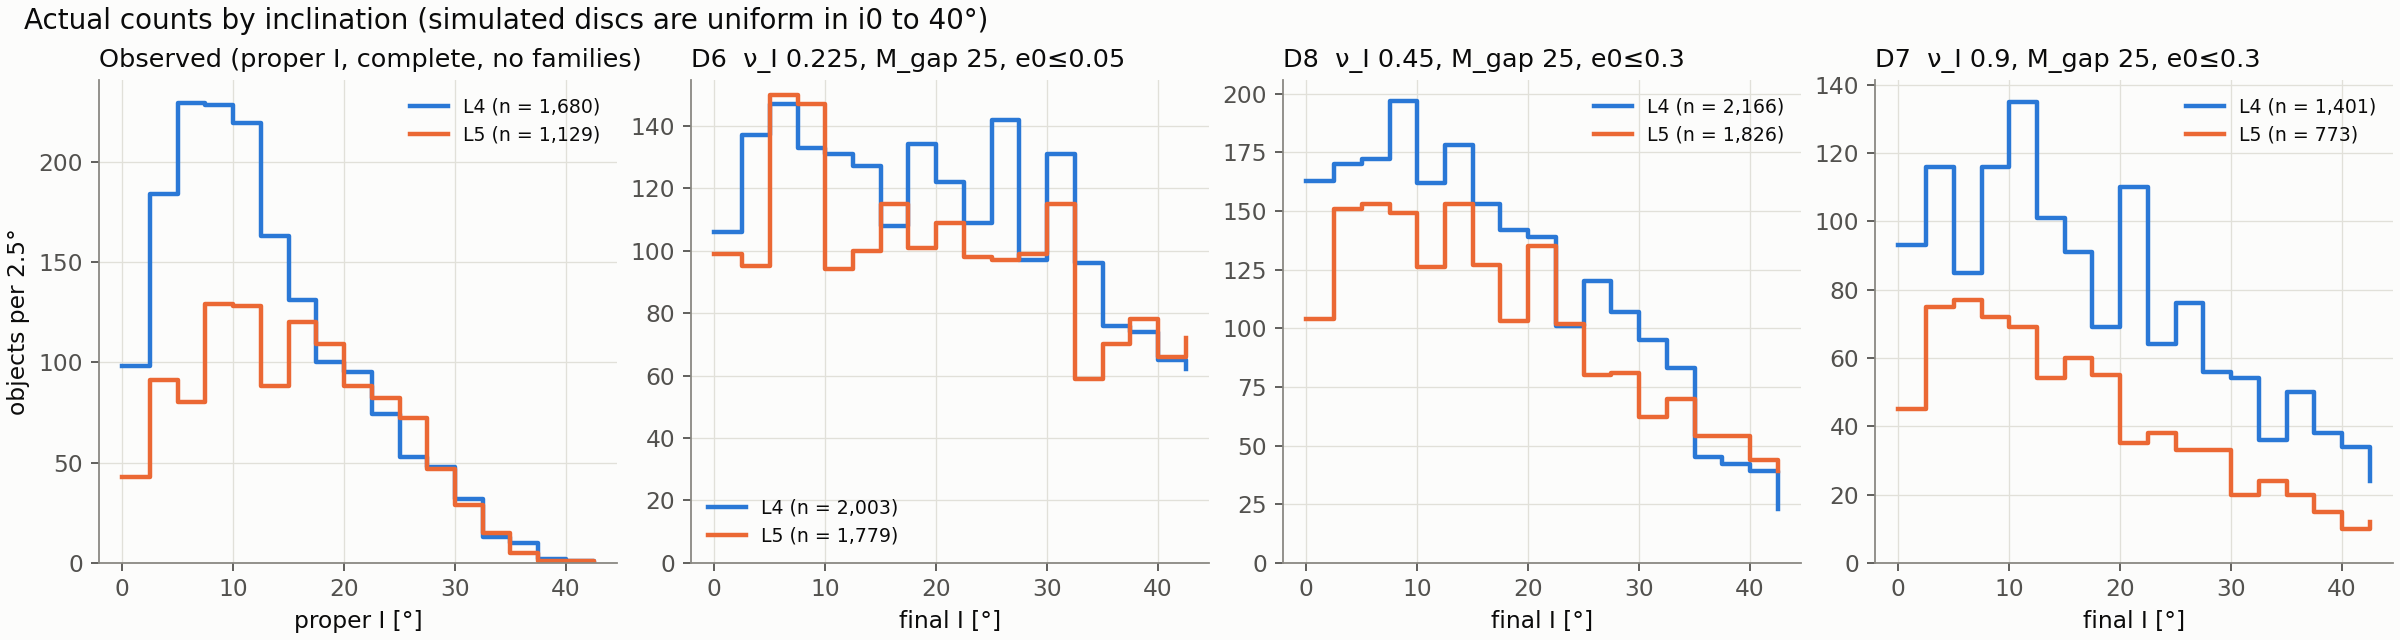 Actual counts by inclination (simulated discs are uniform in i0 to 40°)
Observed (proper I, complete, no families)
L4 (n = 1,680)
L5 (n = 1,129)
objects per 2.5°
200
150
100
50
0
0 10 20 30 40
proper I [°]
D6 ν_I 0.225, M_gap 25, e0≤0.05
140
120
100
80
60
40
20
0
L4 (n = 2,003)
L5 (n = 1,779)
0 10 20 30 40
final I [°]
D8 ν_I 0.45, M_gap 25, e0≤0.3
L4 (n = 2,166)
L5 (n = 1,826)
200
175
150
125
100
75
50
25
0
0 10 20 30 40
final I [°]
D7 ν_I 0.9, M_gap 25, e0≤0.3
L4 (n = 1,401)
L5 (n = 773)
140
120
100
80
60
40
20
0
0 10 20 30 40
final I [°]